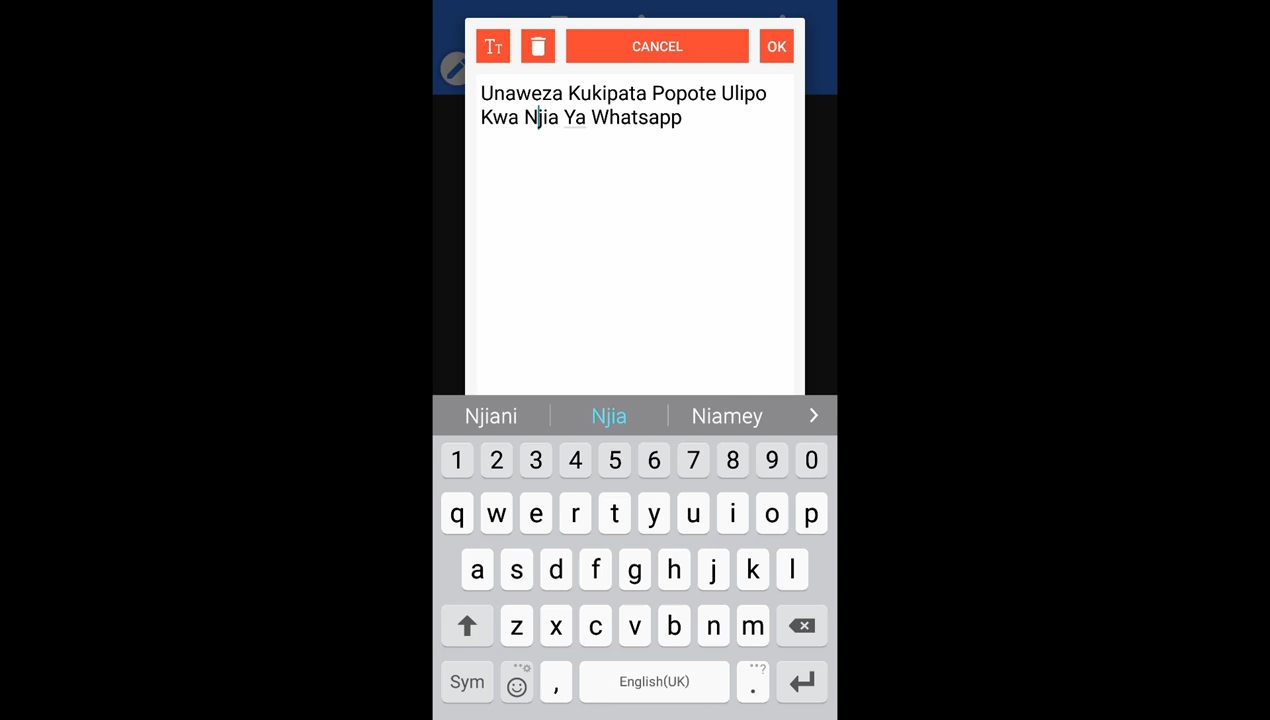 TT
CANCEL
OK
Unaweza Kukipata Popote Ulipo
Kwa Njia Ya Whatsapp
Njiani
Njia
Niamey
1 2 3 4 5 6 7 8 9 0
q w e r t y u i o p
a s d f g h j k l
z x c v b n m
Sym , English(UK) .